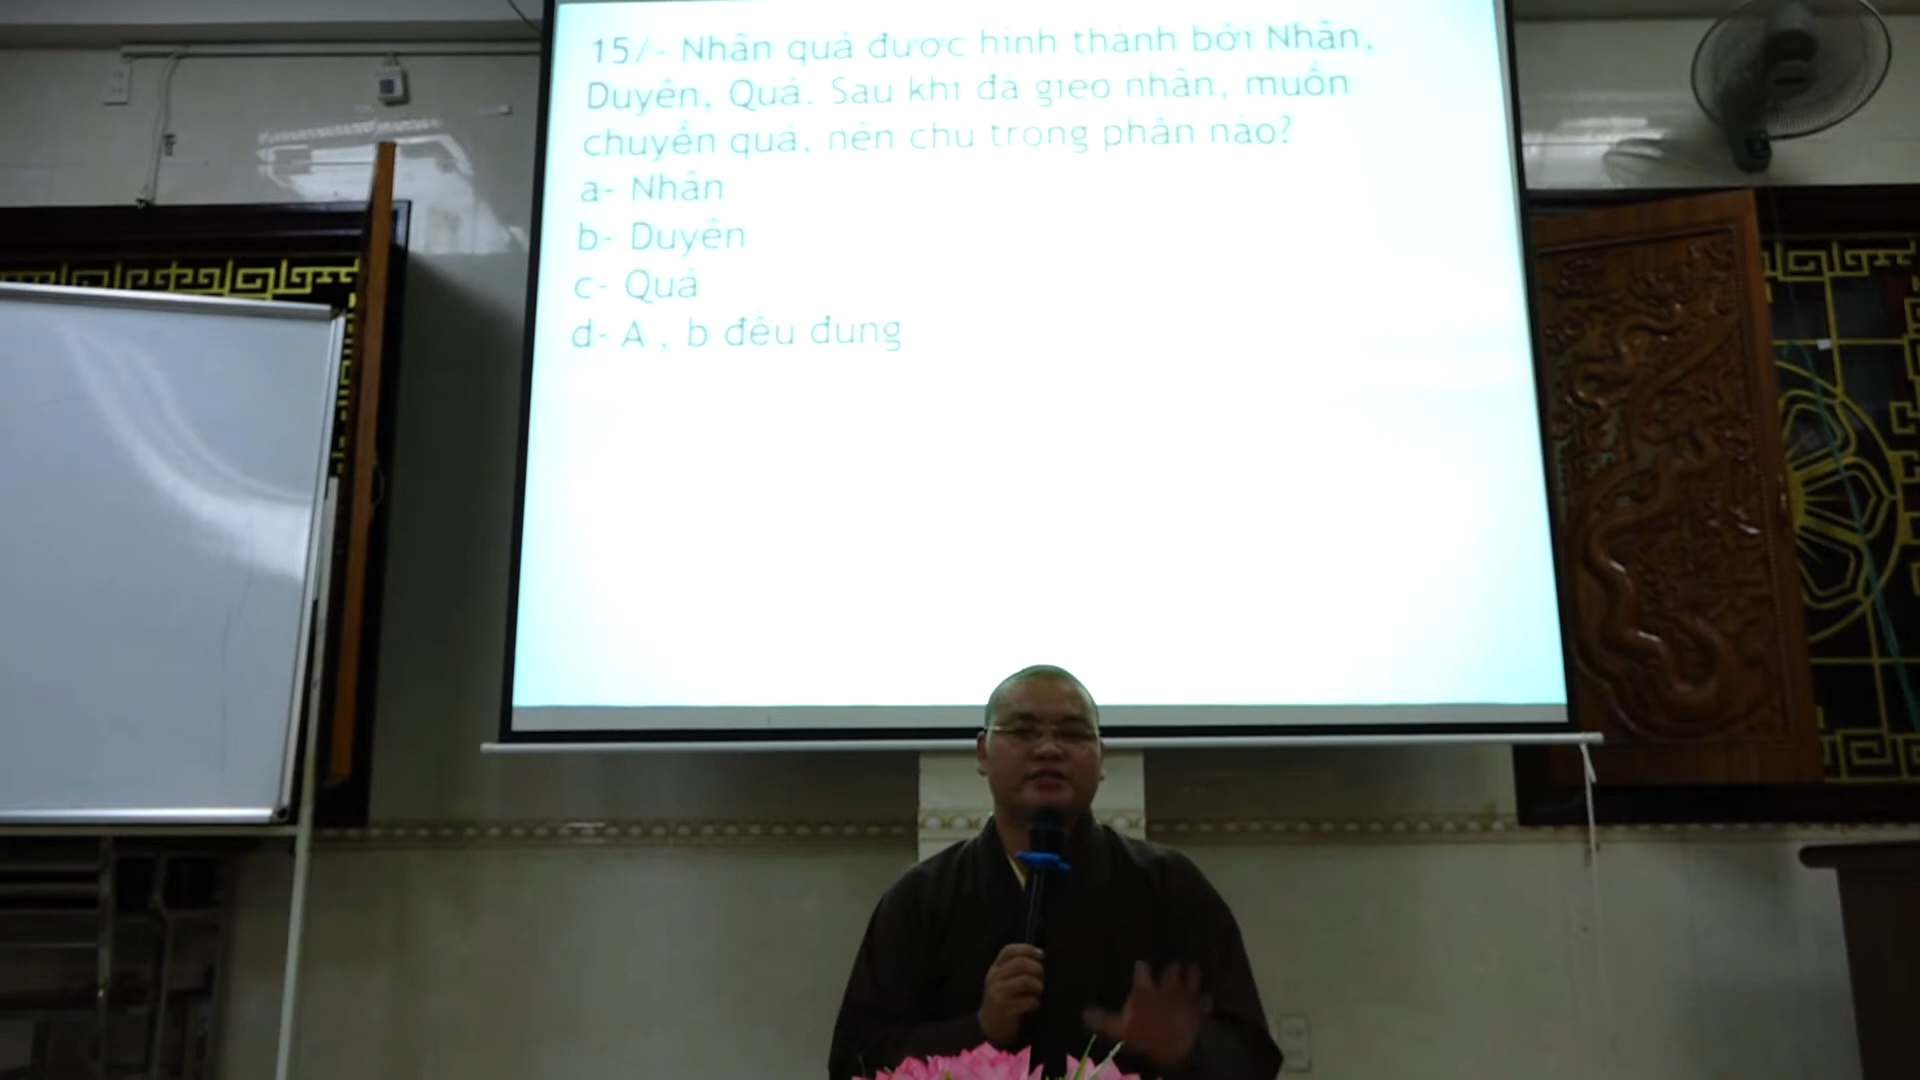 15/- Nhân quả được hình thành bởi Nhân,
Duyên, Quả. Sau khi đã gieo nhân, muốn
chuyển quả, nên chú trọng phần nào?
a- Nhân
b- Duyên
c- Quả
d- A , b đều đúng